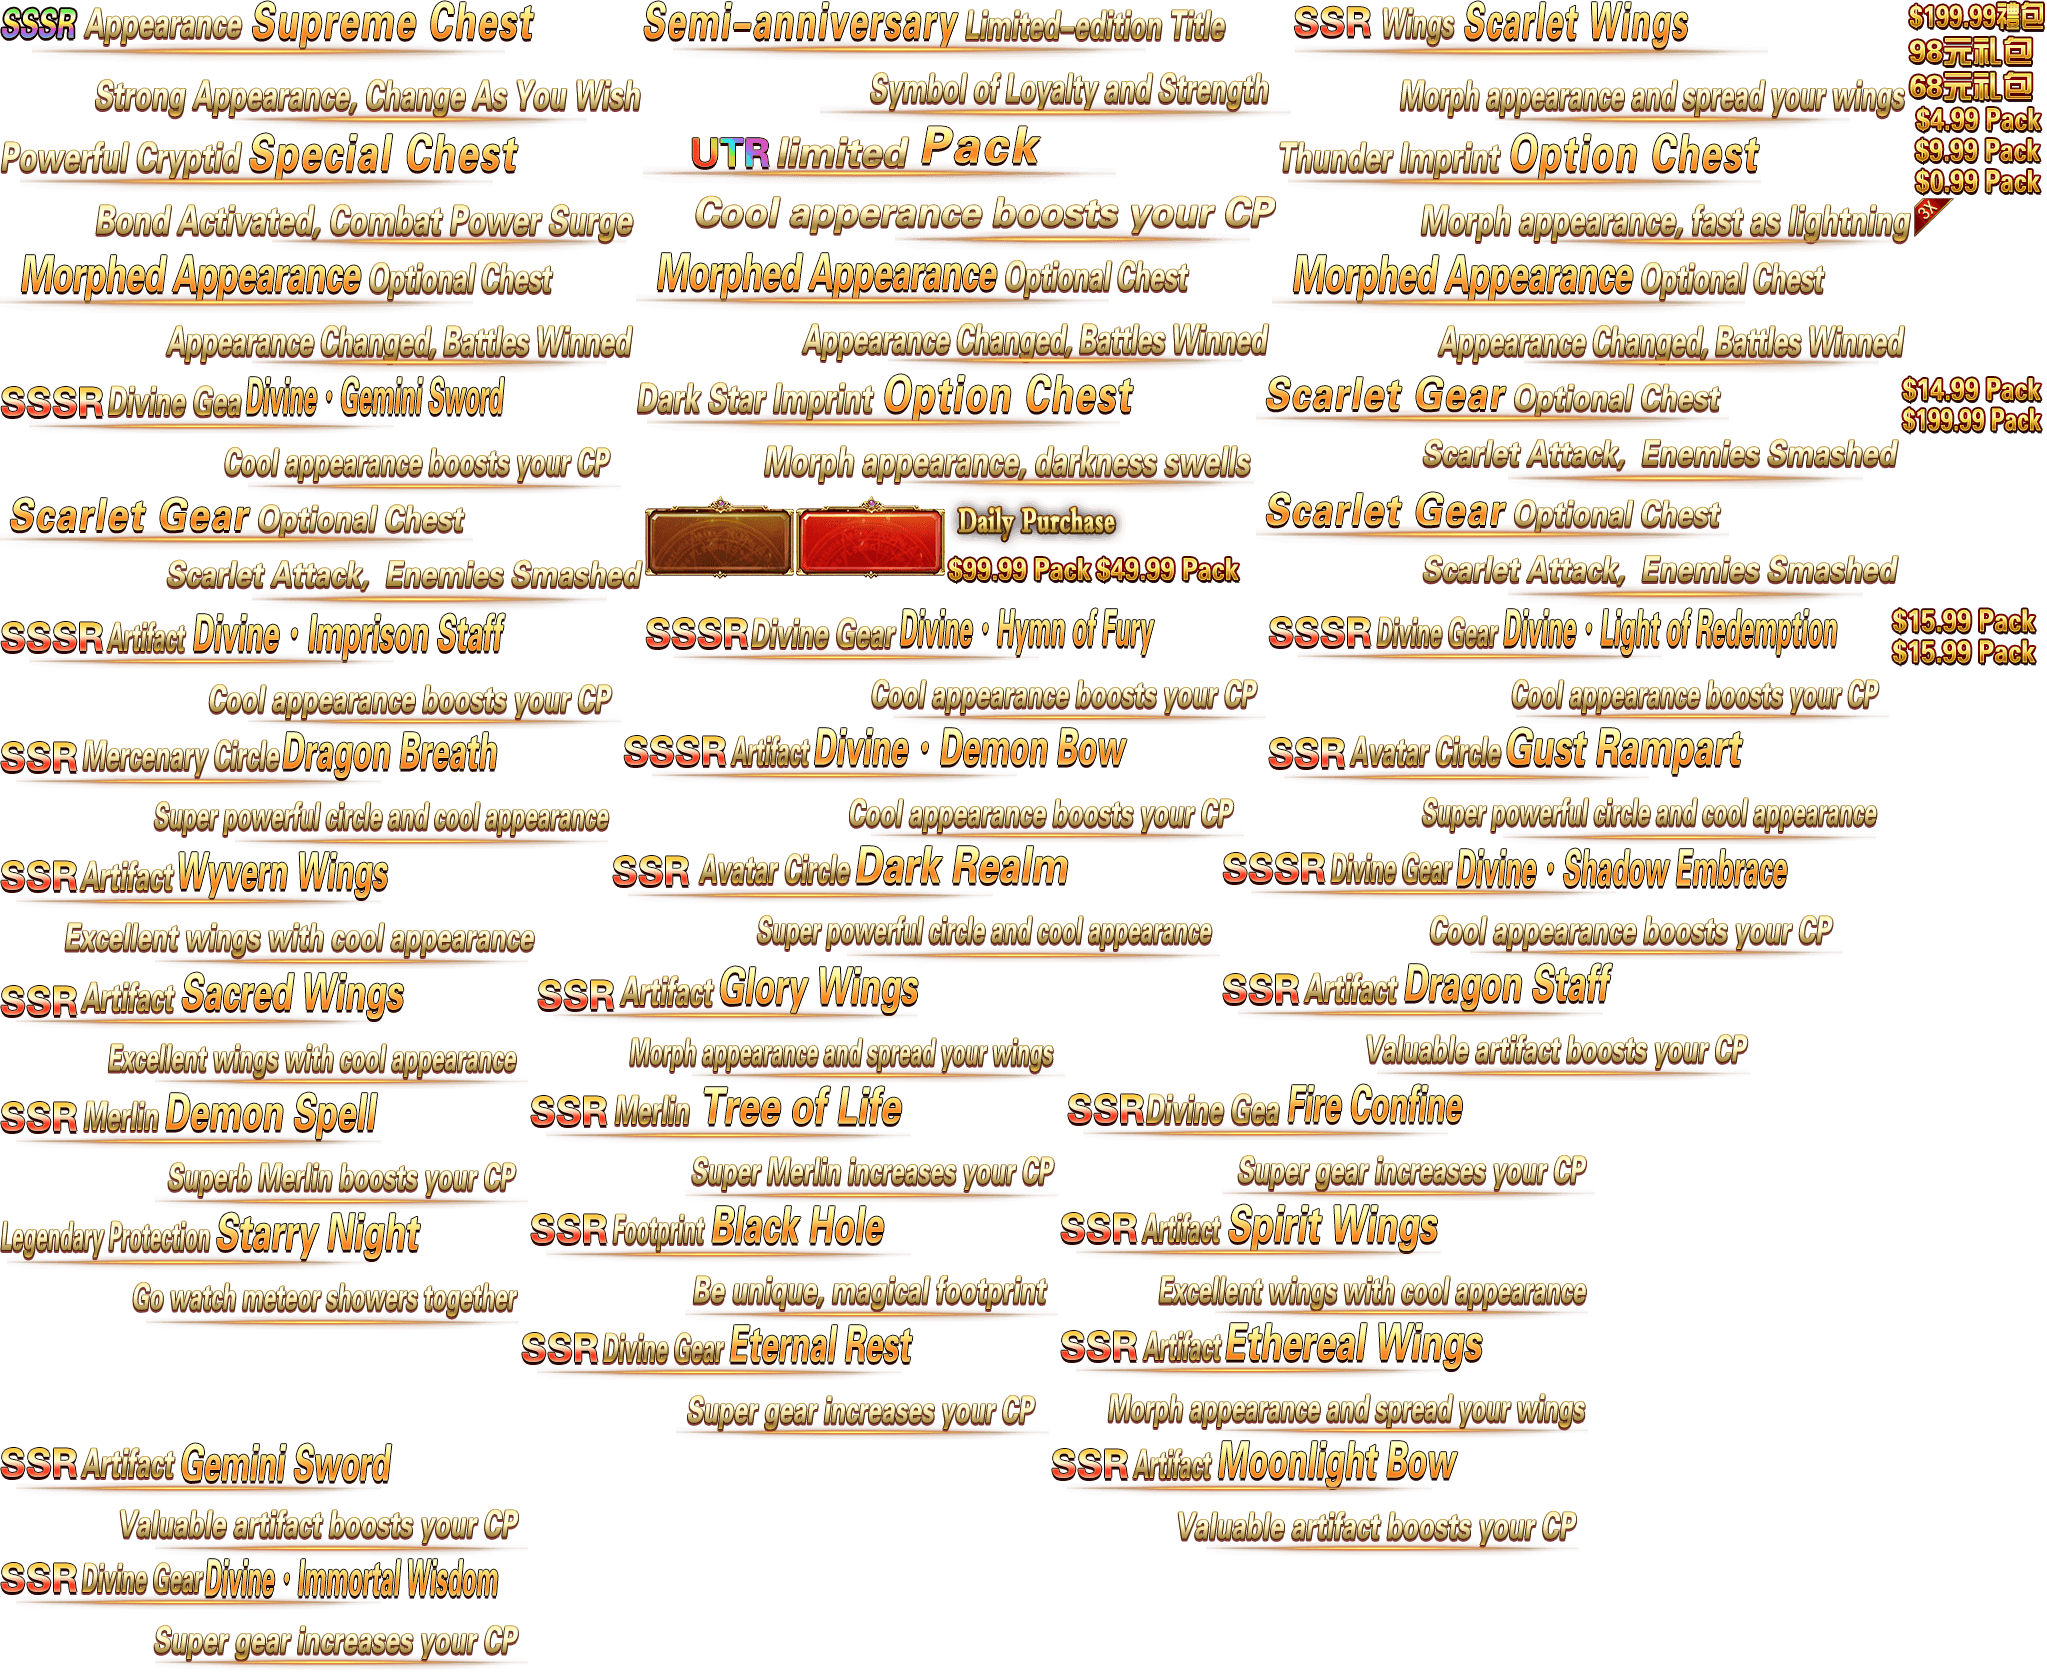 SSSR Appearance Supreme Chest
Strong Appearance, Change As You Wish
Semi-anniversary Limited-edition Title
Symbol of Loyalty and Strength
SSR Wings Scarlet Wings
Morph appearance and spread your wings
$199.99禮包
98元礼包
68元礼包
$4.99 Pack
$9.99 Pack
$0.99 Pack
3X
Powerful Cryptid Special Chest
Bond Activated, Combat Power Surge
UTR limited Pack
Cool apperance boosts your CP
Thunder Imprint Option Chest
Morph appearance, fast as lightning
Morphed Appearance Optional Chest
Appearance Changed, Battles Winned
Morphed Appearance Optional Chest
Appearance Changed, Battles Winned
Morphed Appearance Optional Chest
Appearance Changed, Battles Winned
SSSR Divine Gea Divine · Gemini Sword
Cool appearance boosts your CP
Dark Star Imprint Option Chest
Morph appearance, darkness swells
Scarlet Gear Optional Chest
Scarlet Attack, Enemies Smashed
$14.99 Pack
$199.99 Pack
Scarlet Gear Optional Chest
Scarlet Attack, Enemies Smashed
Daily Purchase
$99.99 Pack $49.99 Pack
Scarlet Gear Optional Chest
Scarlet Attack, Enemies Smashed
SSSR Artifact Divine · Imprison Staff
Cool appearance boosts your CP
SSSR Divine Gear Divine · Hymn of Fury
Cool appearance boosts your CP
SSSR Divine Gear Divine · Light of Redemption
Cool appearance boosts your CP
$15.99 Pack
$15.99 Pack
SSR Mercenary Circle Dragon Breath
Super powerful circle and cool appearance
SSSR Artifact Divine · Demon Bow
Cool appearance boosts your CP
SSR Avatar Circle Gust Rampart
Super powerful circle and cool appearance
SSR Artifact Wyvern Wings
Excellent wings with cool appearance
SSR Avatar Circle Dark Realm
Super powerful circle and cool appearance
SSSR Divine Gear Divine · Shadow Embrace
Cool appearance boosts your CP
SSR Artifact Sacred Wings
Excellent wings with cool appearance
SSR Artifact Glory Wings
Morph appearance and spread your wings
SSR Artifact Dragon Staff
Valuable artifact boosts your CP
SSR Merlin Demon Spell
Superb Merlin boosts your CP
SSR Merlin Tree of Life
Super Merlin increases your CP
SSR Divine Gea Fire Confine
Super gear increases your CP
Legendary Protection Starry Night
Go watch meteor showers together
SSR Footprint Black Hole
Be unique, magical footprint
SSR Artifact Spirit Wings
Excellent wings with cool appearance
SSR Divine Gear Eternal Rest
Super gear increases your CP
SSR Artifact Ethereal Wings
Morph appearance and spread your wings
SSR Artifact Gemini Sword
Valuable artifact boosts your CP
SSR Artifact Moonlight Bow
Valuable artifact boosts your CP
SSR Divine Gear Divine · Immortal Wisdom
Super gear increases your CP